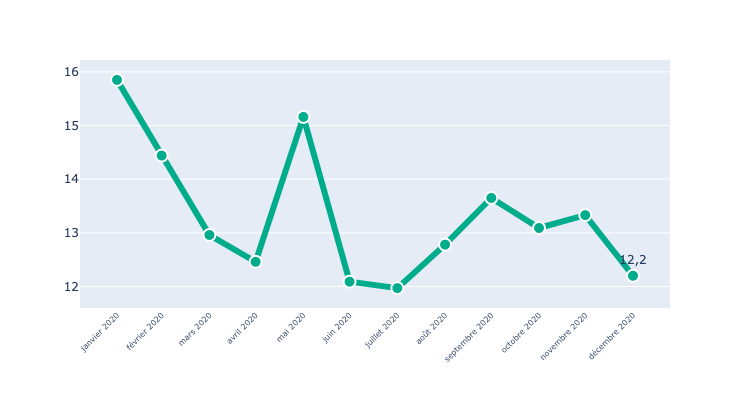 16
15
14
13
12
12,2
janvier 2020
février 2020
mars 2020
avril 2020
mai 2020
juin 2020
juillet 2020
août 2020
septembre 2020
octobre 2020
novembre 2020
décembre 2020